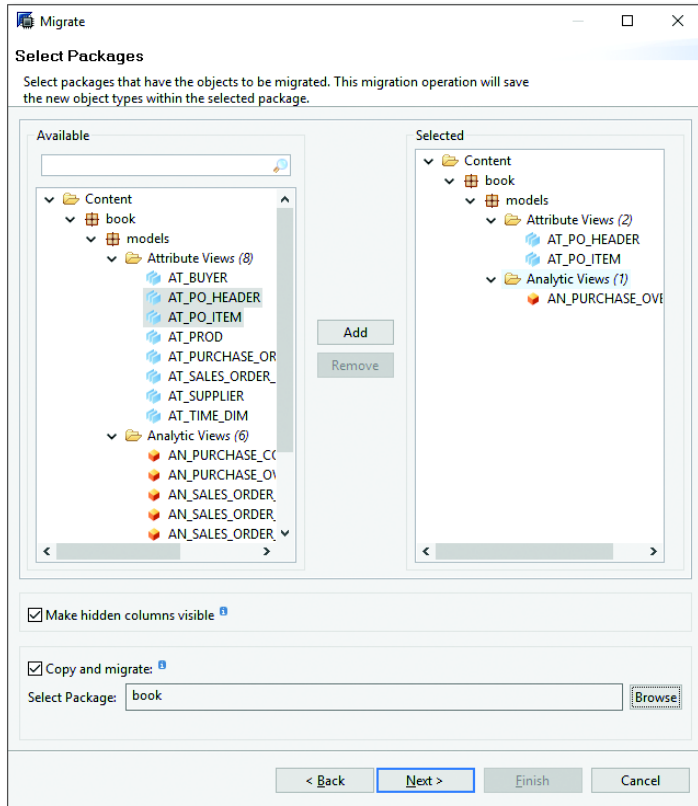 Migrate
Select Packages
Select packages that have the objects to be migrated. This migration operation will save
the new object types within the selected package.
Available
Content
book
models
Attribute Views (8)
AT_BUYER
AT_PO_HEADER
AT_PO_ITEM
AT_PROD
AT_PURCHASE_OR
AT_SALES_ORDER_
AT_SUPPLIER
AT_TIME_DIM
Analytic Views (6)
AN_PURCHASE_CO
AN_PURCHASE_OV
AN_SALES_ORDER_
AN_SALES_ORDER_
AN_SALES_ORDER_
Add
Remove
Selected
Content
book
models
Attribute Views (2)
AT_PO_HEADER
AT_PO_ITEM
Analytic Views (1)
AN_PURCHASE_OVE
Make hidden columns visible
Copy and migrate:
Select Package: book Browse
< Back Next > Finish Cancel